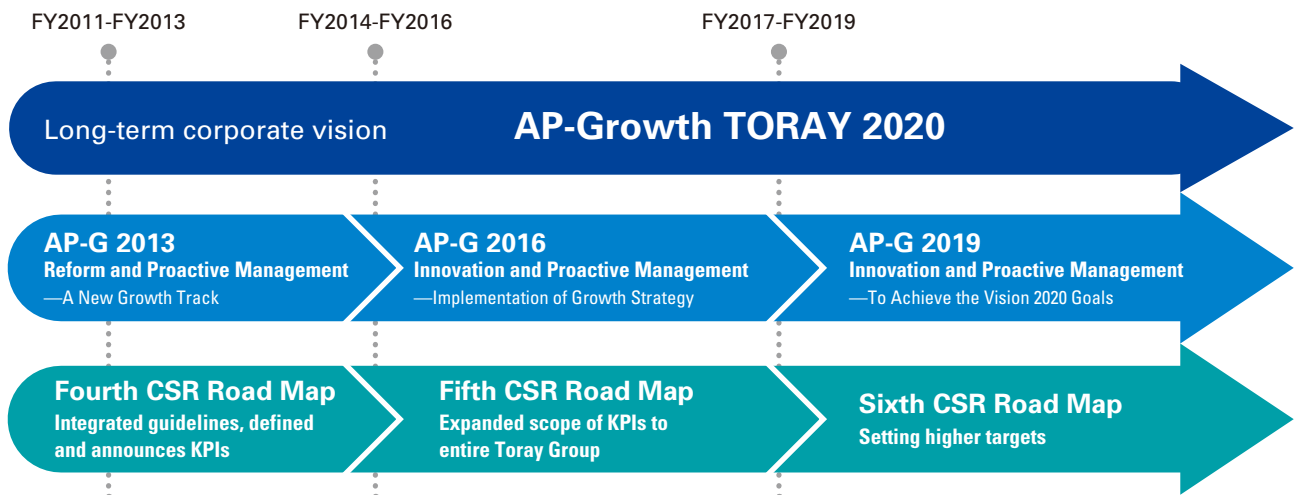 FY2011-FY2013
FY2014-FY2016
FY2017-FY2019
Long-term corporate vision
AP-Growth TORAY 2020
AP-G 2013
Reform and Proactive Management
—A New Growth Track
AP-G 2016
Innovation and Proactive Management
—Implementation of Growth Strategy
AP-G 2019
Innovation and Proactive Management
—To Achieve the Vision 2020 Goals
Fourth CSR Road Map
Integrated guidelines, defined
and announces KPIs
Fifth CSR Road Map
Expanded scope of KPIs to
entire Toray Group
Sixth CSR Road Map
Setting higher targets